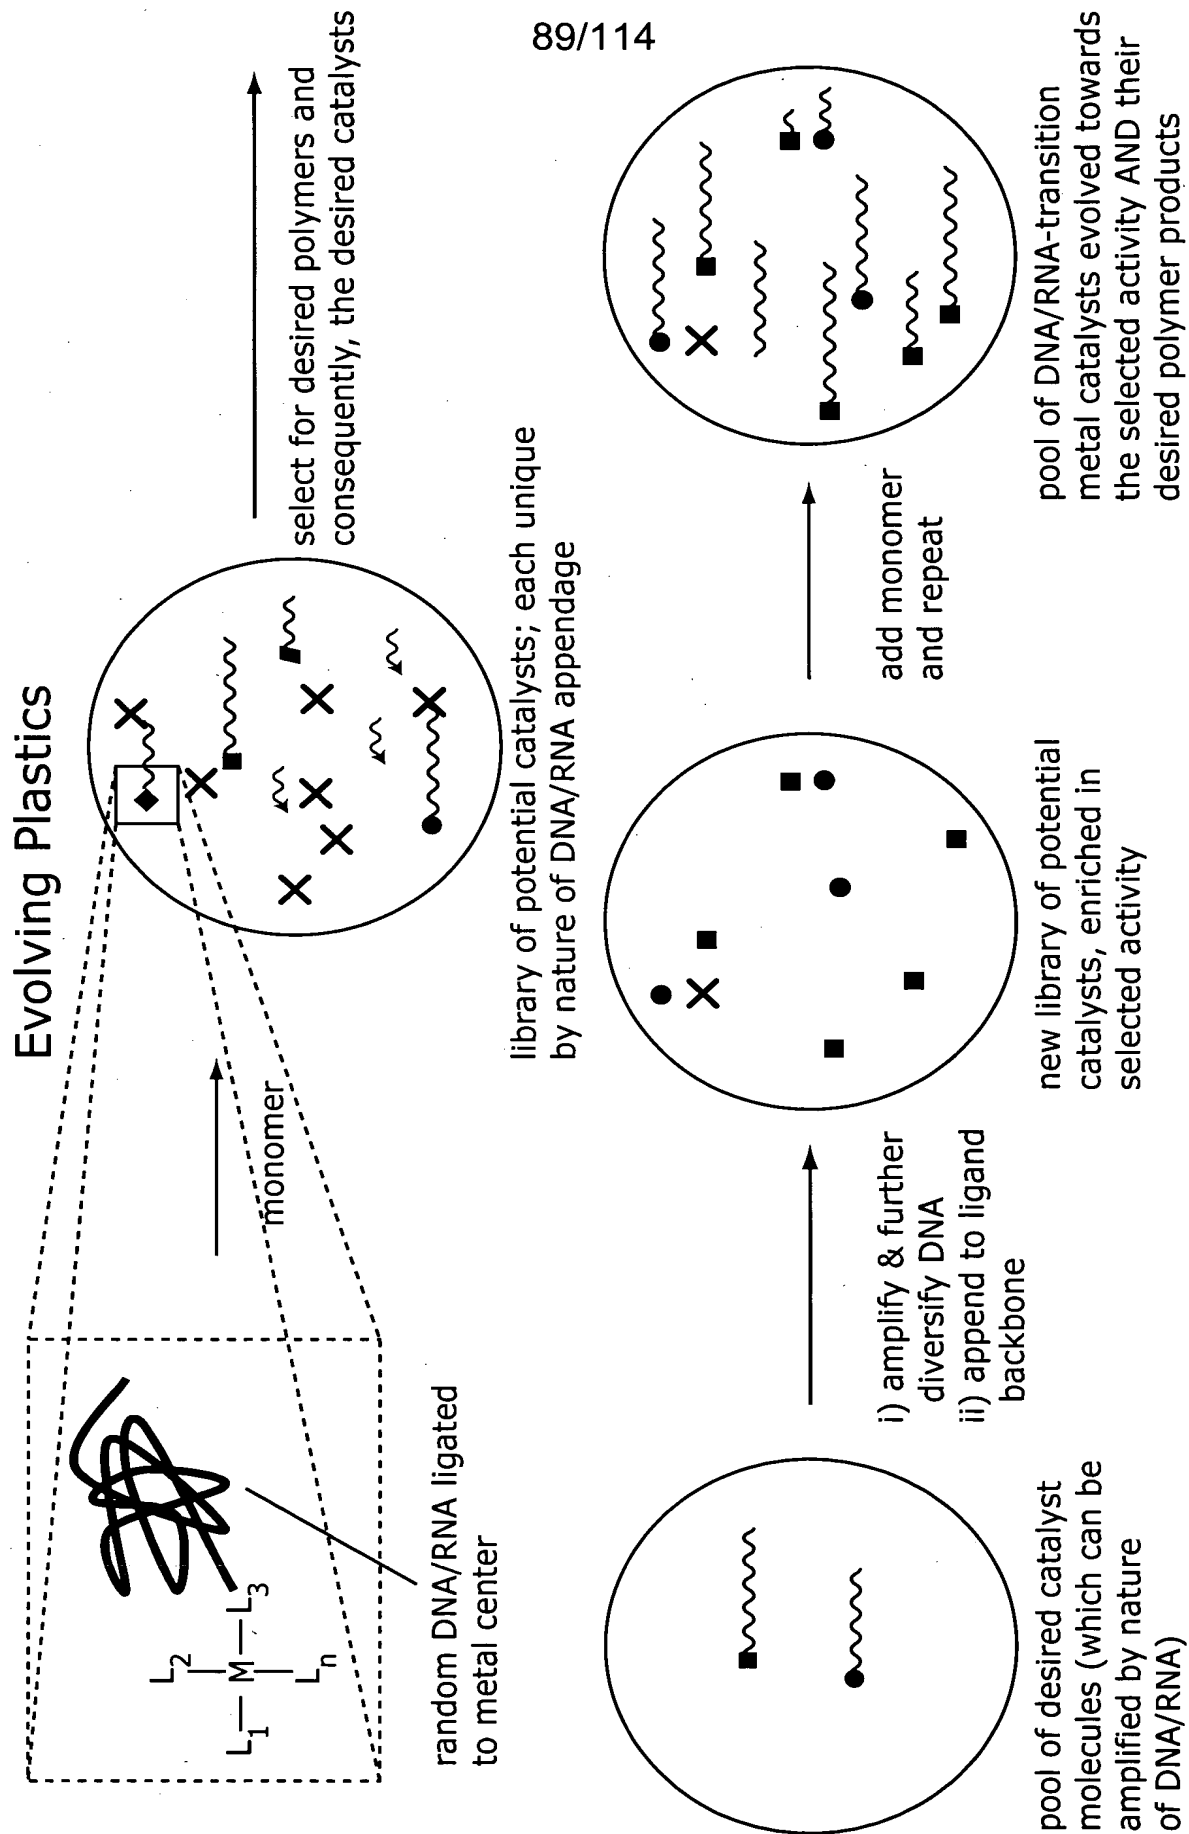 89/114
Evolving Plastics
L1
L2
M
L3
Ln
random DNA/RNA ligated
to metal center
monomer
library of potential catalysts; each unique
by nature of DNA/RNA appendage
select for desired polymers and
consequently, the desired catalysts
pool of desired catalyst
molecules (which can be
amplified by nature
of DNA/RNA)
i) amplify & further
diversify DNA
ii) append to ligand
backbone
new library of potential
catalysts, enriched in
selected activity
add monomer
and repeat
pool of DNA/RNA-transition
metal catalysts evolved towards
the selected activity AND their
desired polymer products